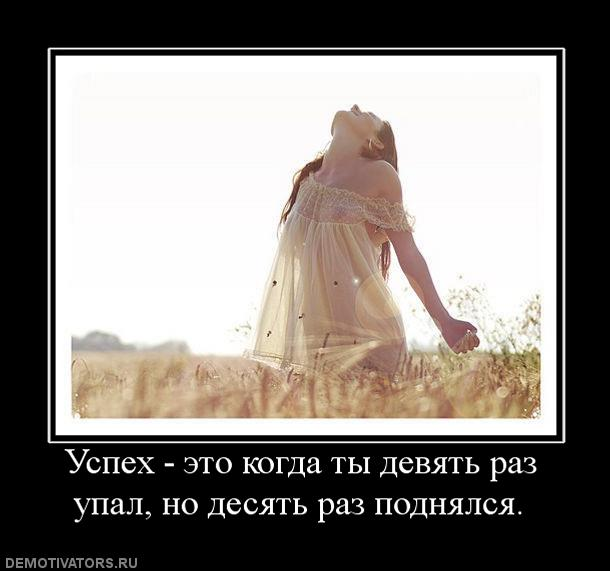 Успех - это когда ты девять раз
упал, но десять раз поднялся.
DEMOTIVATORS.RU